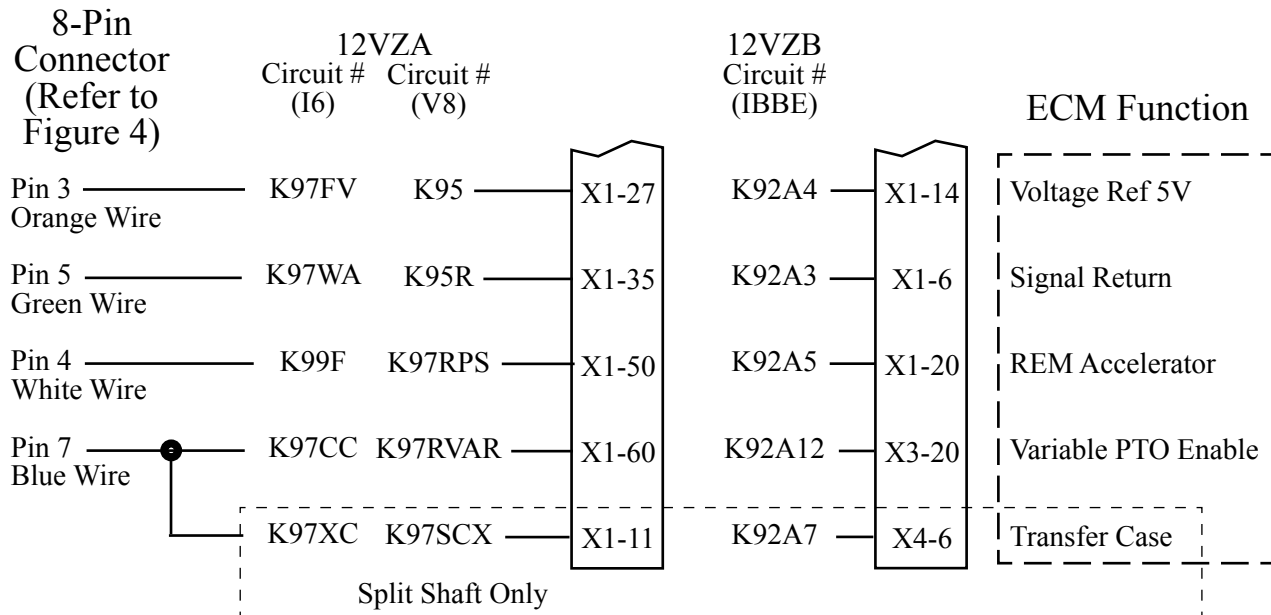 8-Pin
Connector
(Refer to
Figure 4)
12VZA
Circuit # Circuit #
(I6) (V8)
12VZB
Circuit #
(IBBE)
ECM Function
Pin 3 K97FV K95 X1-27 K92A4 X1-14 Voltage Ref 5V
Orange Wire
Pin 5 K97WA K95R X1-35 K92A3 X1-6 Signal Return
Green Wire
Pin 4 K99F K97RPS X1-50 K92A5 X1-20 REM Accelerator
White Wire
Pin 7 K97CC K97RVAR X1-60 K92A12 X3-20 Variable PTO Enable
Blue Wire
K97XC K97SCX X1-11 K92A7 X4-6 Transfer Case
Split Shaft Only